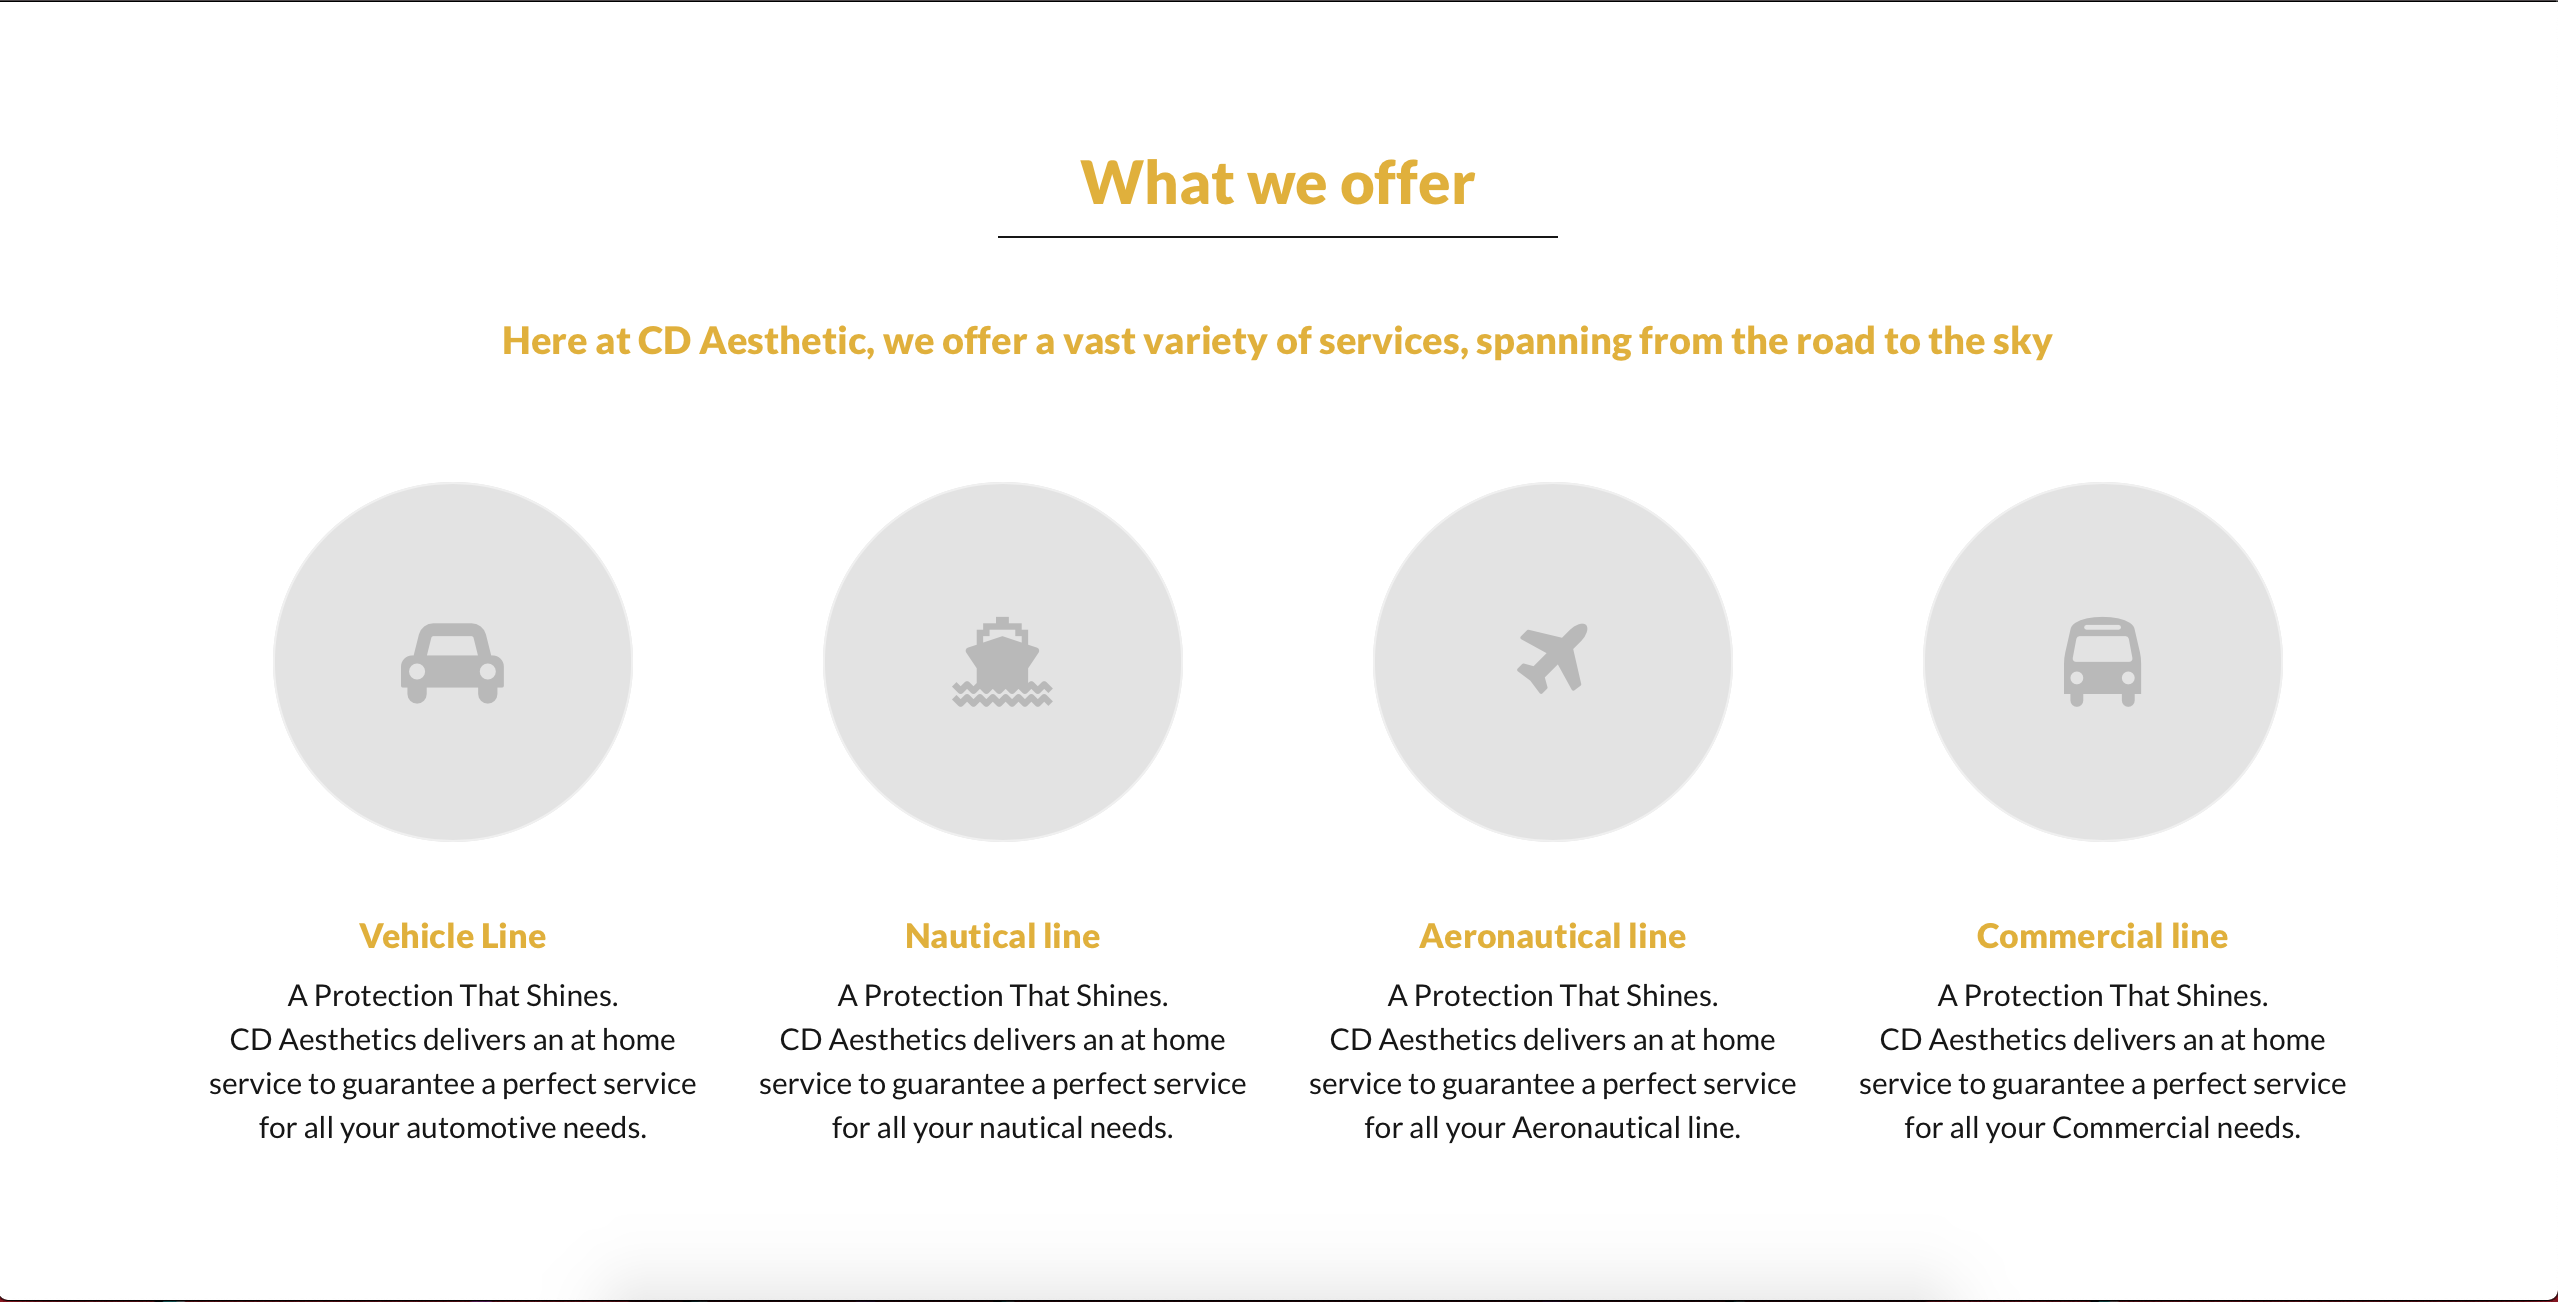 What we offer
Here at CD Aesthetic, we offer a vast variety of services, spanning from the road to the sky
Vehicle Line
A Protection That Shines.
CD Aesthetics delivers an at home
service to guarantee a perfect service
for all your automotive needs.
Nautical line
A Protection That Shines.
CD Aesthetics delivers an at home
service to guarantee a perfect service
for all your nautical needs.
Aeronautical line
A Protection That Shines.
CD Aesthetics delivers an at home
service to guarantee a perfect service
for all your Aeronautical line.
Commercial line
A Protection That Shines.
CD Aesthetics delivers an at home
service to guarantee a perfect service
for all your Commercial needs.